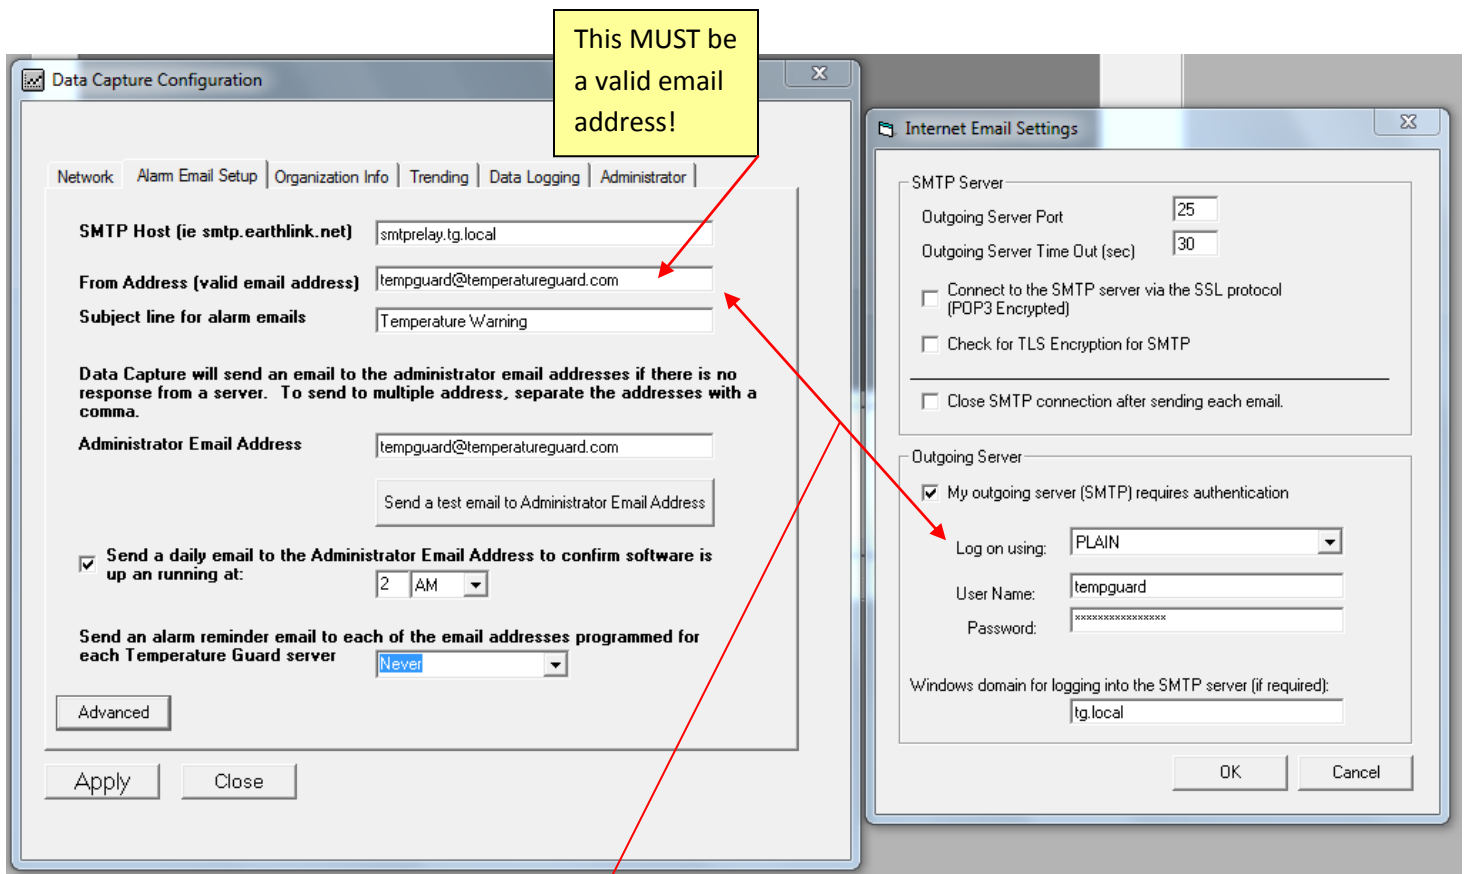 This MUST be
a valid email
address!
Data Capture Configuration
Network
Alarm Email Setup
Organization Info
Trending
Data Logging
Administrator
SMTP Host (ie smtp.earthlink.net)
smtprelay.tg.local
From Address (valid email address)
tempguard@temperatureguard.com
Subject line for alarm emails
Temperature Warning
Data Capture will send an email to the administrator email addresses if there is no
response from a server. To send to multiple address, separate the addresses with a
comma.
Administrator Email Address
tempguard@temperatureguard.com
Send a test email to Administrator Email Address
Send a daily email to the Administrator Email Address to confirm software is
up an running at:
2
AM
Send an alarm reminder email to each of the email addresses programmed for
each Temperature Guard server
Never
Advanced
Apply
Close
Internet Email Settings
SMTP Server
Outgoing Server Port
25
Outgoing Server Time Out (sec)
30
Connect to the SMTP server via the SSL protocol
(POP3 Encrypted)
Check for TLS Encryption for SMTP
Close SMTP connection after sending each email.
Outgoing Server
My outgoing server (SMTP) requires authentication
Log on using:
PLAIN
User Name:
tempguard
Password:
xxxxxxxxxxxxxxx
Windows domain for logging into the SMTP server (if required):
tg.local
OK
Cancel